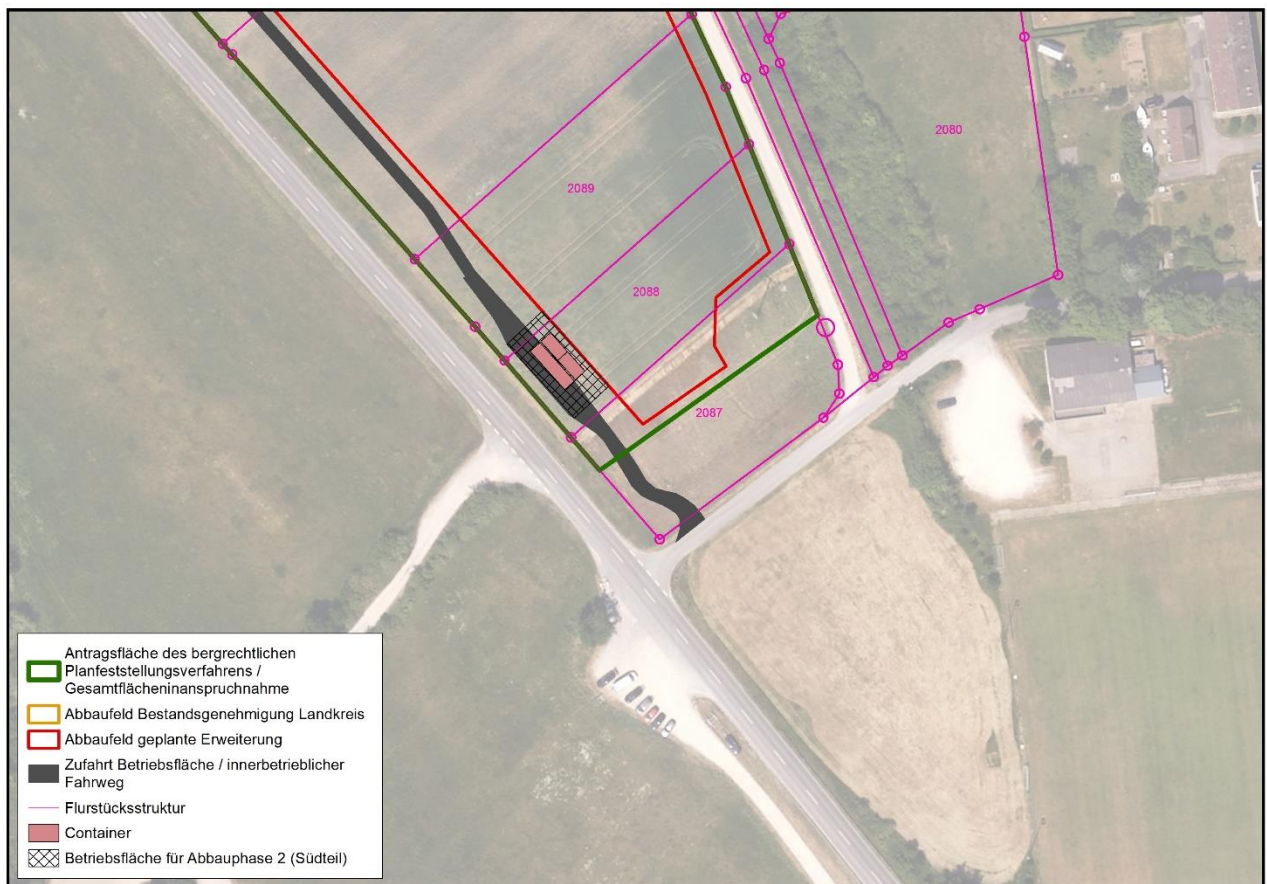 2080
2089
2088
2087
Antragsfläche des bergrechtlichen
Planfeststellungsverfahrens /
Gesamtflächeninanspruchnahme
Abbaufeld Bestandsgenehmigung Landkreis
Abbaufeld geplante Erweiterung
Zufahrt Betriebsfläche / innerbetrieblicher
Fahrweg
Flurstücksstruktur
Container
Betriebsfläche für Abbauphase 2 (Südteil)